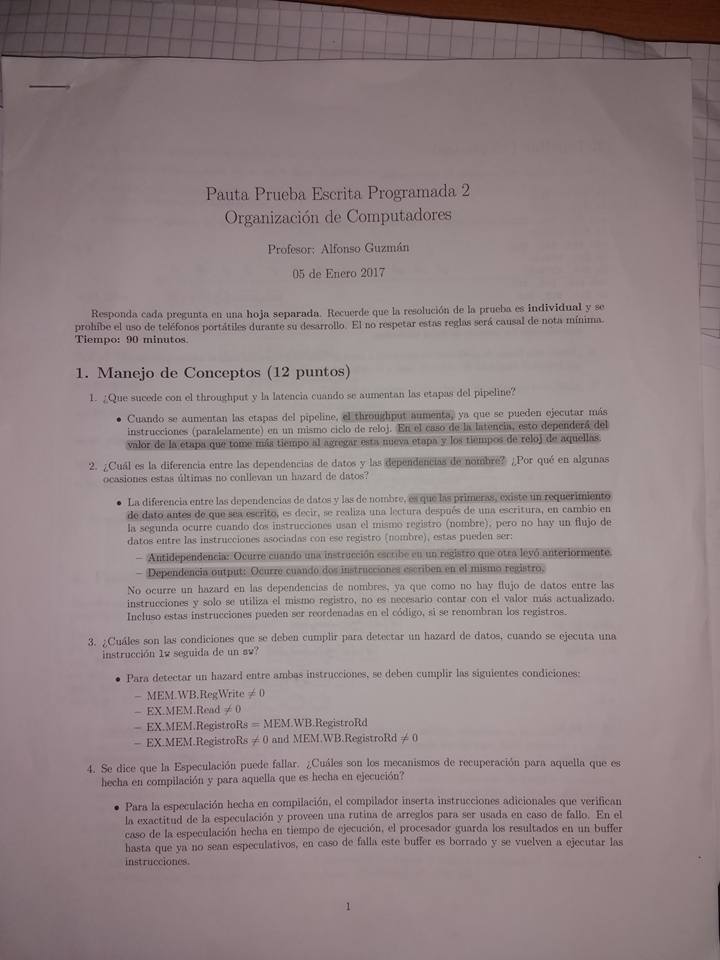 Pauta Prueba Escrita Programada 2
Organización de Computadores
Profesor: Alfonso Guzmán
05 de Enero 2017
Responda cada pregunta en una hoja separada. Recuerde que la resolución de la prueba es individual y se
prohíbe el uso de teléfonos portátiles durante su desarrollo. El no respetar estas reglas será causal de nota mínima.
Tiempo: 90 minutos.
1. Manejo de Conceptos (12 puntos)
1. ¿Que sucede con el throughput y la latencia cuando se aumentan las etapas del pipeline?
• Cuando se aumentan las etapas del pipeline, el throughput aumenta, ya que se pueden ejecutar más
instrucciones (paralelamente) en un mismo ciclo de reloj. En el caso de la latencia, esto dependerá del
valor de la etapa que tome más tiempo al agregar esta nueva etapa y los tiempos de reloj de aquellas.
2. ¿Cuál es la diferencia entre las dependencias de datos y las dependencias de nombre? ¿Por qué en algunas
ocasiones estas últimas no conllevan un hazard de datos?
• La diferencia entre las dependencias de datos y las de nombre, es que las primeras, existe un requerimiento
de dato antes de que sea escrito, es decir, se realiza una lectura después de una escritura, en cambio en
la segunda ocurre cuando dos instrucciones usan el mismo registro (nombre), pero no hay un flujo de
datos entre las instrucciones asociadas con ese registro (nombre), estas pueden ser:
– Antidependencia: Ocurre cuando una instrucción escribe en un registro que otra leyó anteriormente.
– Dependencia output: Ocurre cuando dos instrucciones escriben en el mismo registro.
No ocurre un hazard en las dependencias de nombres, ya que como no hay flujo de datos entre las
instrucciones y solo se utiliza el mismo registro, no es necesario contar con el valor más actualizado.
Incluso estas instrucciones pueden ser reordenadas en el código, si se renombran los registros.
3. ¿Cuáles son las condiciones que se deben cumplir para detectar un hazard de datos, cuando se ejecuta una
instrucción lw seguida de un sw?
• Para detectar un hazard entre ambas instrucciones, se deben cumplir las siguientes condiciones:
– MEM.WB.RegWrite ≠ 0
– EX.MEM.Read ≠ 0
– EX.MEM.RegistroRs = MEM.WB.RegistroRd
– EX.MEM.RegistroRs ≠ 0 and MEM.WB.RegistroRd ≠ 0
4. Se dice que la Especulación puede fallar. ¿Cuáles son los mecanismos de recuperación para aquella que es
hecha en compilación y para aquella que es hecha en ejecución?
• Para la especulación hecha en compilación, el compilador inserta instrucciones adicionales que verifican
la exactitud de la especulación y proveen una rutina de arreglos para ser usada en caso de fallo. En el
caso de la especulación hecha en tiempo de ejecución, el procesador guarda los resultados en un buffer
hasta que ya no sean especulativos, en caso de falla este buffer es borrado y se vuelven a ejecutar las
instrucciones.
1